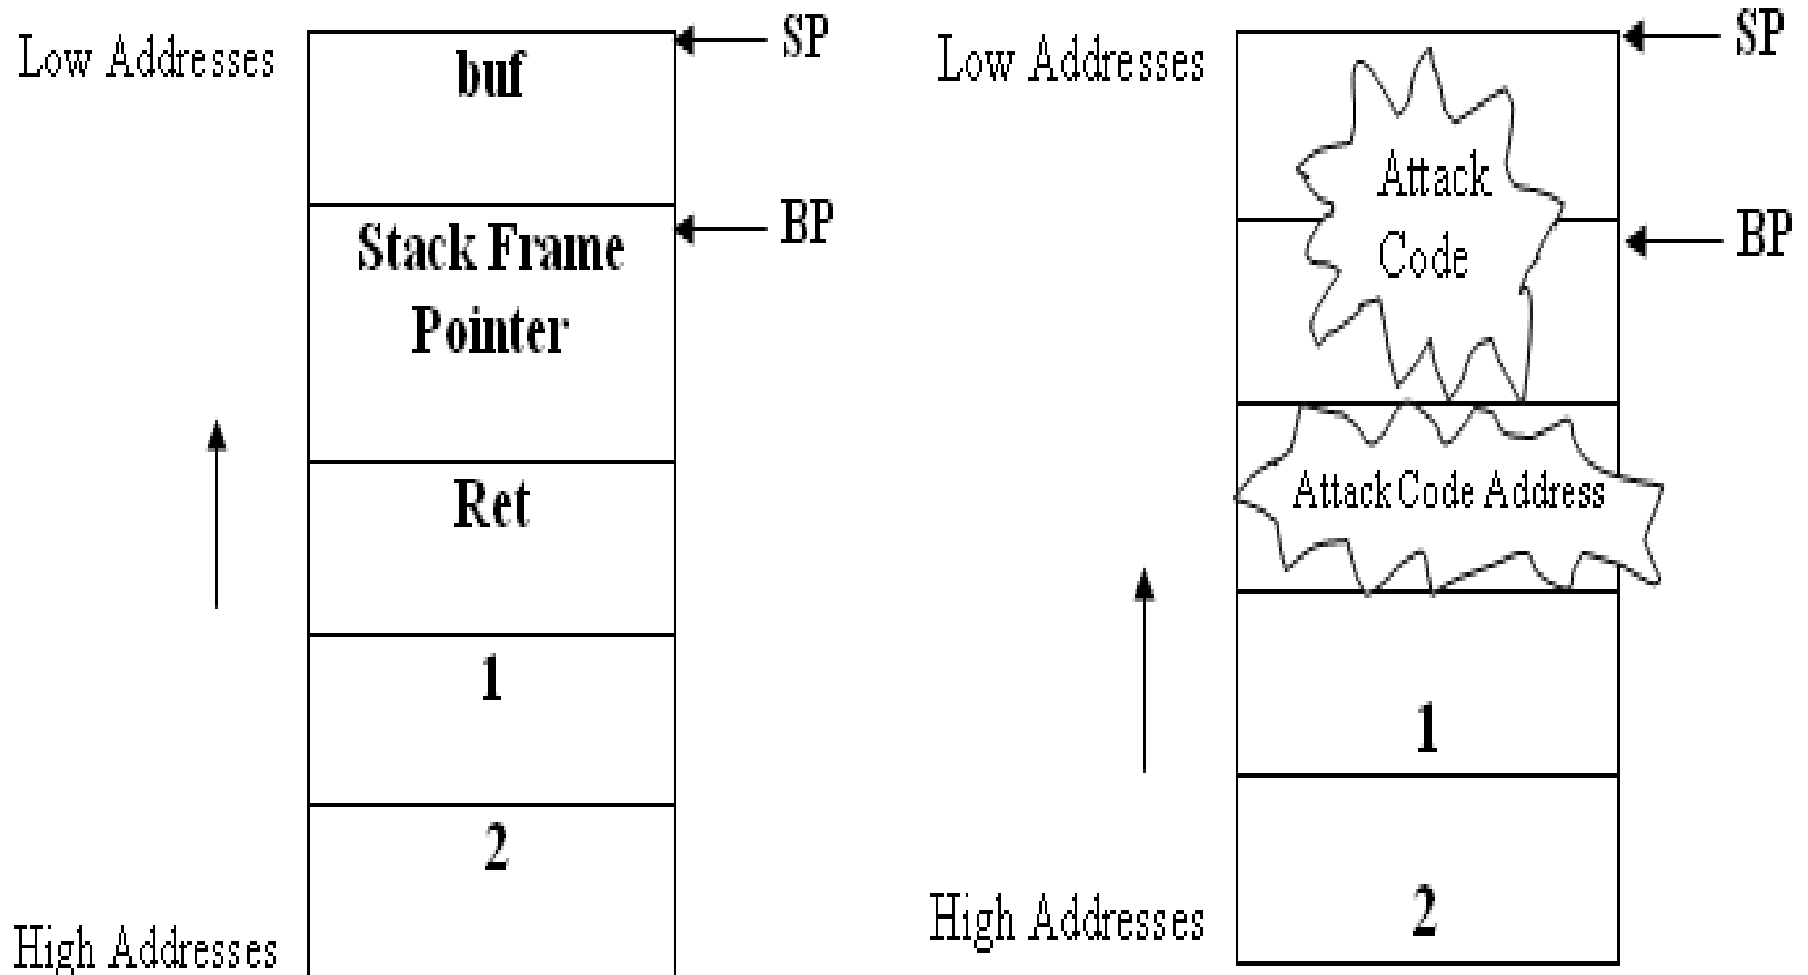 Low Addresses
buf
SP
BP
Stack Frame
Pointer
Ret
1
2
High Addresses
Low Addresses
SP
Attack
Code
BP
Attack Code Address
1
2
High Addresses